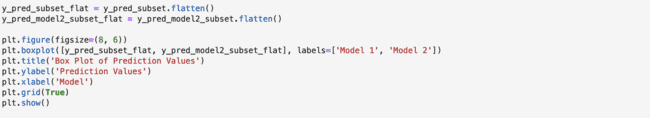 y_pred_subset_flat = y_pred_subset.flatten()
y_pred_model2_subset_flat = y_pred_model2_subset.flatten()
plt.figure(figsize=(8, 6))
plt.boxplot([y_pred_subset_flat, y_pred_model2_subset_flat], labels=['Model 1', 'Model 2'])
plt.title('Box Plot of Prediction Values')
plt.ylabel('Prediction Values')
plt.xlabel('Model')
plt.grid(True)
plt.show()